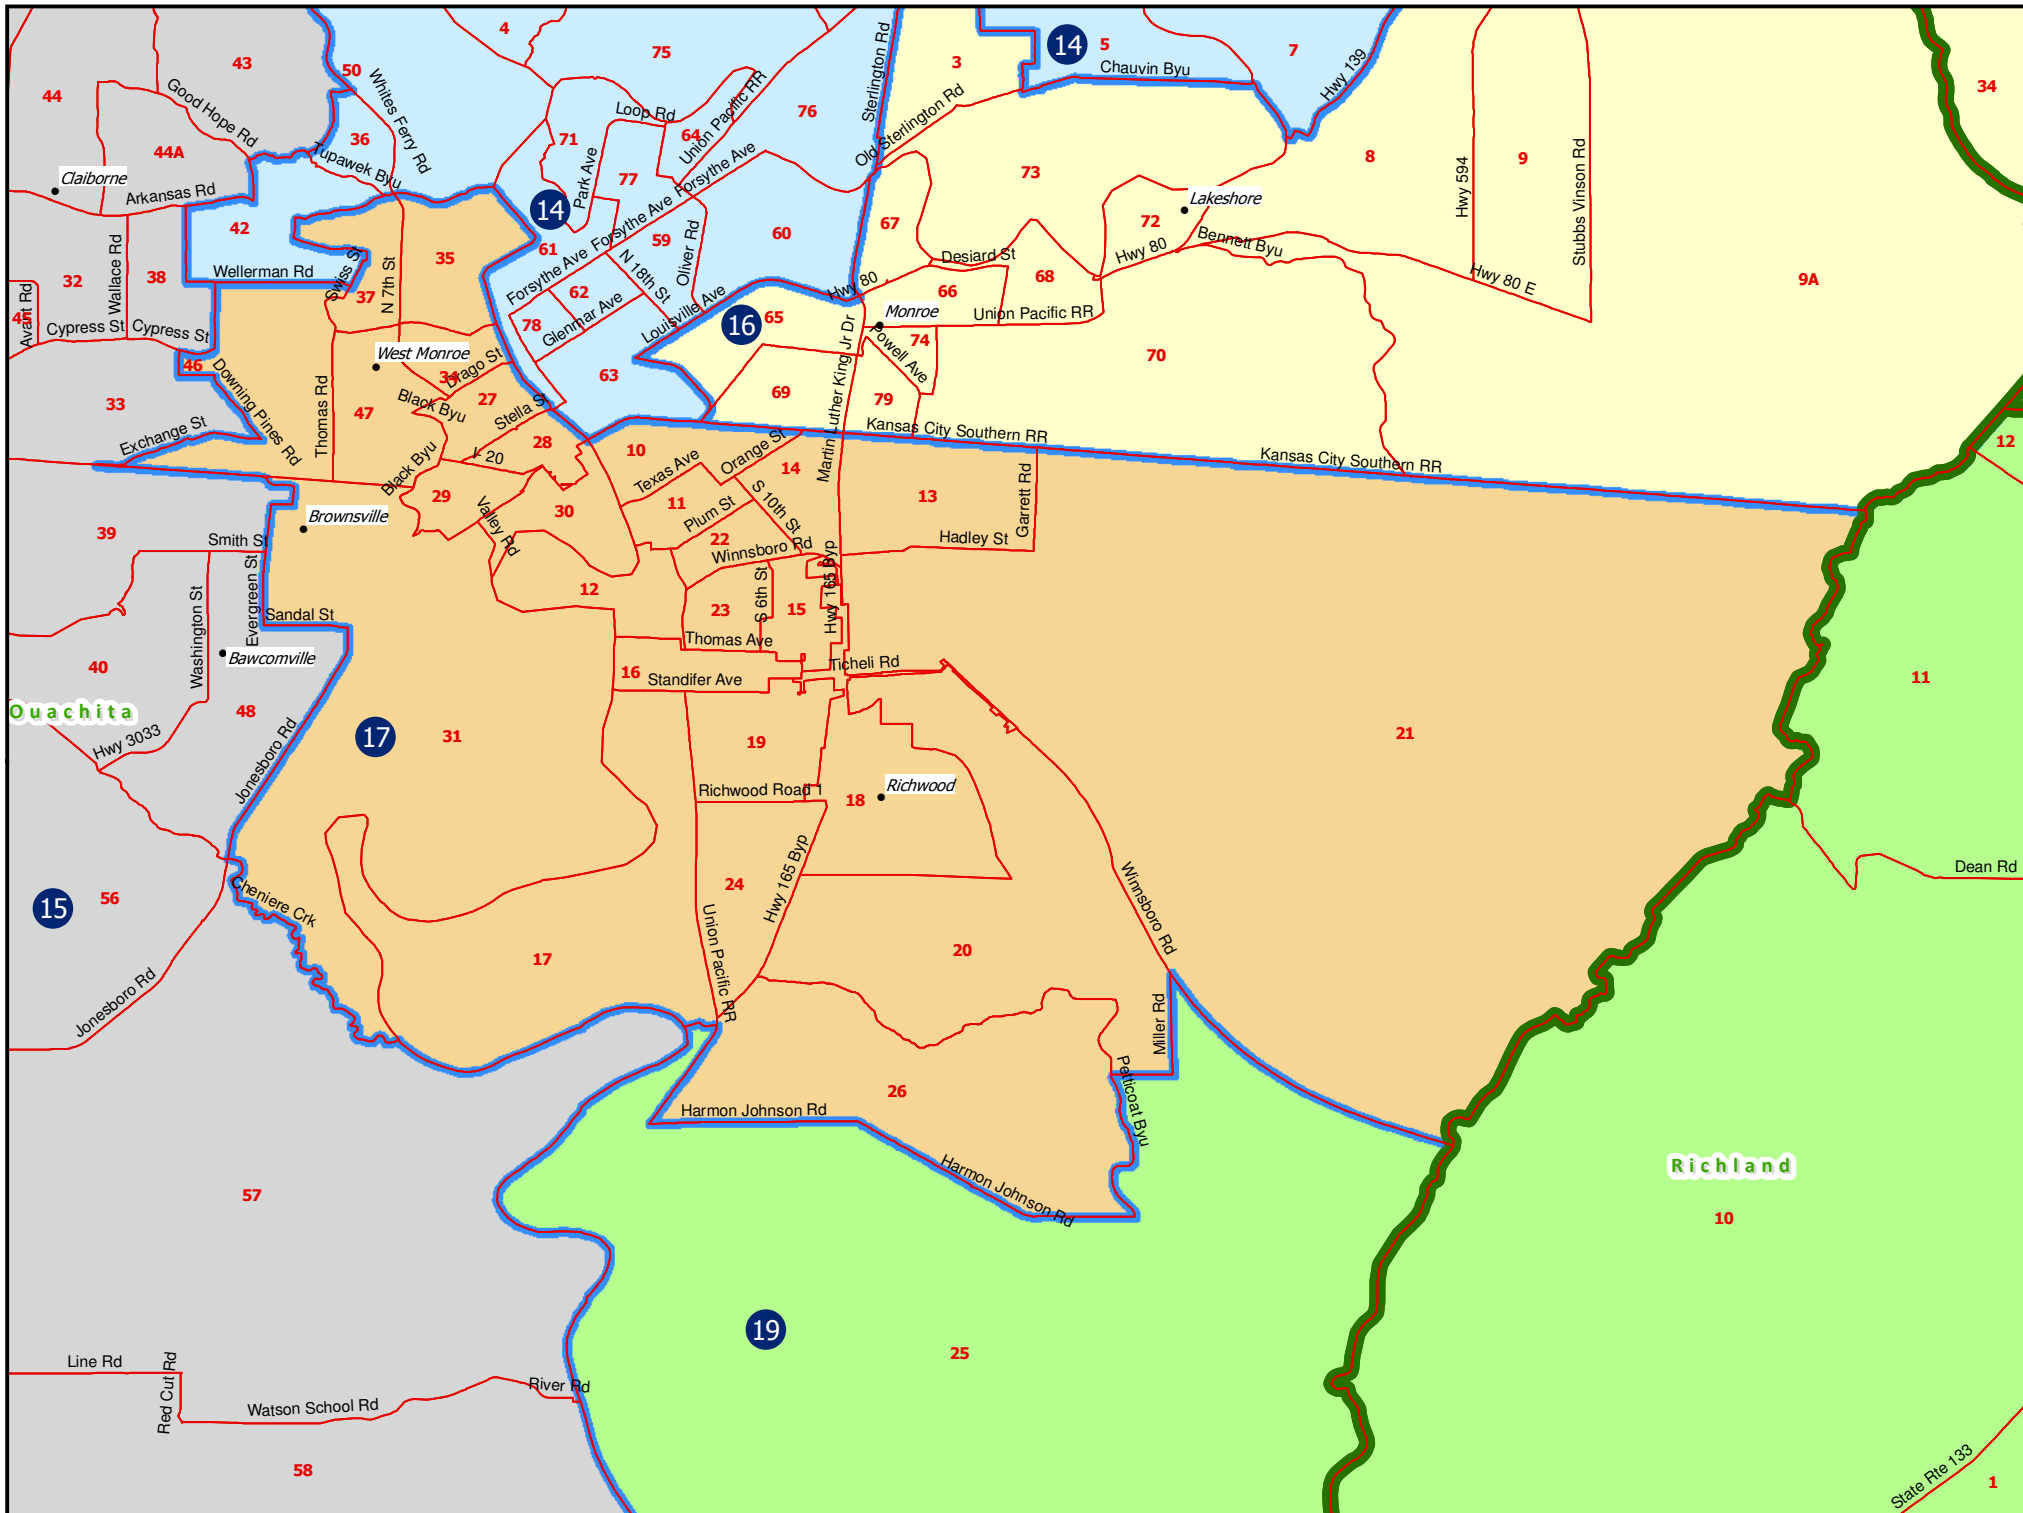 4
75
14
5
7
Hwy 139
34
43
50
3
Chauvin Byu
44
Whites Ferry Rd
Sterlington Rd
Good Hope Rd
Loop Rd
Union Pacific RR
76
Old Sterlington Rd
44A
36
71
64
8
9
Tupawek Byu
Park Ave
77
Forsythe Ave
73
Hwy 594
Stubbs Vinson Rd
Claiborne
Arkansas Rd
14
Lakeshore
42
61
Forsythe Ave
59
60
67
72
Wallace Rd
35
Oliver Rd
Desiard St
Hwy 80
Bennett Byu
32
38
Wellerman Rd
Swiss St
37
N 7th St
Forsythe Ave
62
N 18th St
Hwy 80
66
68
Hwy 80 E
9A
45
Avant Rd
Cypress St
Cypress St
78
Glenmar Ave
Louisville Ave
16
65
Monroe
Union Pacific RR
West Monroe
46
34
Drago St
63
Powell Ave
74
70
33
Downing Pines Rd
Thomas Rd
47
Black Byu
27
69
Martin Luther King Jr Dr
79
Exchange St
Stella St
28
10
Orange St
Kansas City Southern RR
12
Black Byu
I- 20
Texas Ave
14
Kansas City Southern RR
29
Valley Rd
30
11
Plum St
S 10th St
13
Garrett Rd
Brownsville
39
Smith St
22
Winnsboro Rd
Hadley St
Evergreen St
Washington St
12
23
S 6th St
15
Hwy 165 Byp
Sandal St
Thomas Ave
Bawcomville
40
16
Standifer Ave
Ticheli Rd
11
Ouachita
48
Hwy 3033
Jonesboro Rd
17
31
19
21
Richwood Road 1
18
Richwood
Dean Rd
56
15
Cheniere Crk
24
Hwy 165 Byp
Winnsboro Rd
Union Pacific RR
17
20
Jonesboro Rd
Miller Rd
26
Petticoat Byu
Harmon Johnson Rd
Harmon Johnson Rd
Richland
57
10
19
25
Line Rd
Red Cut Rd
River Rd
Watson School Rd
58
State Rte 133
1